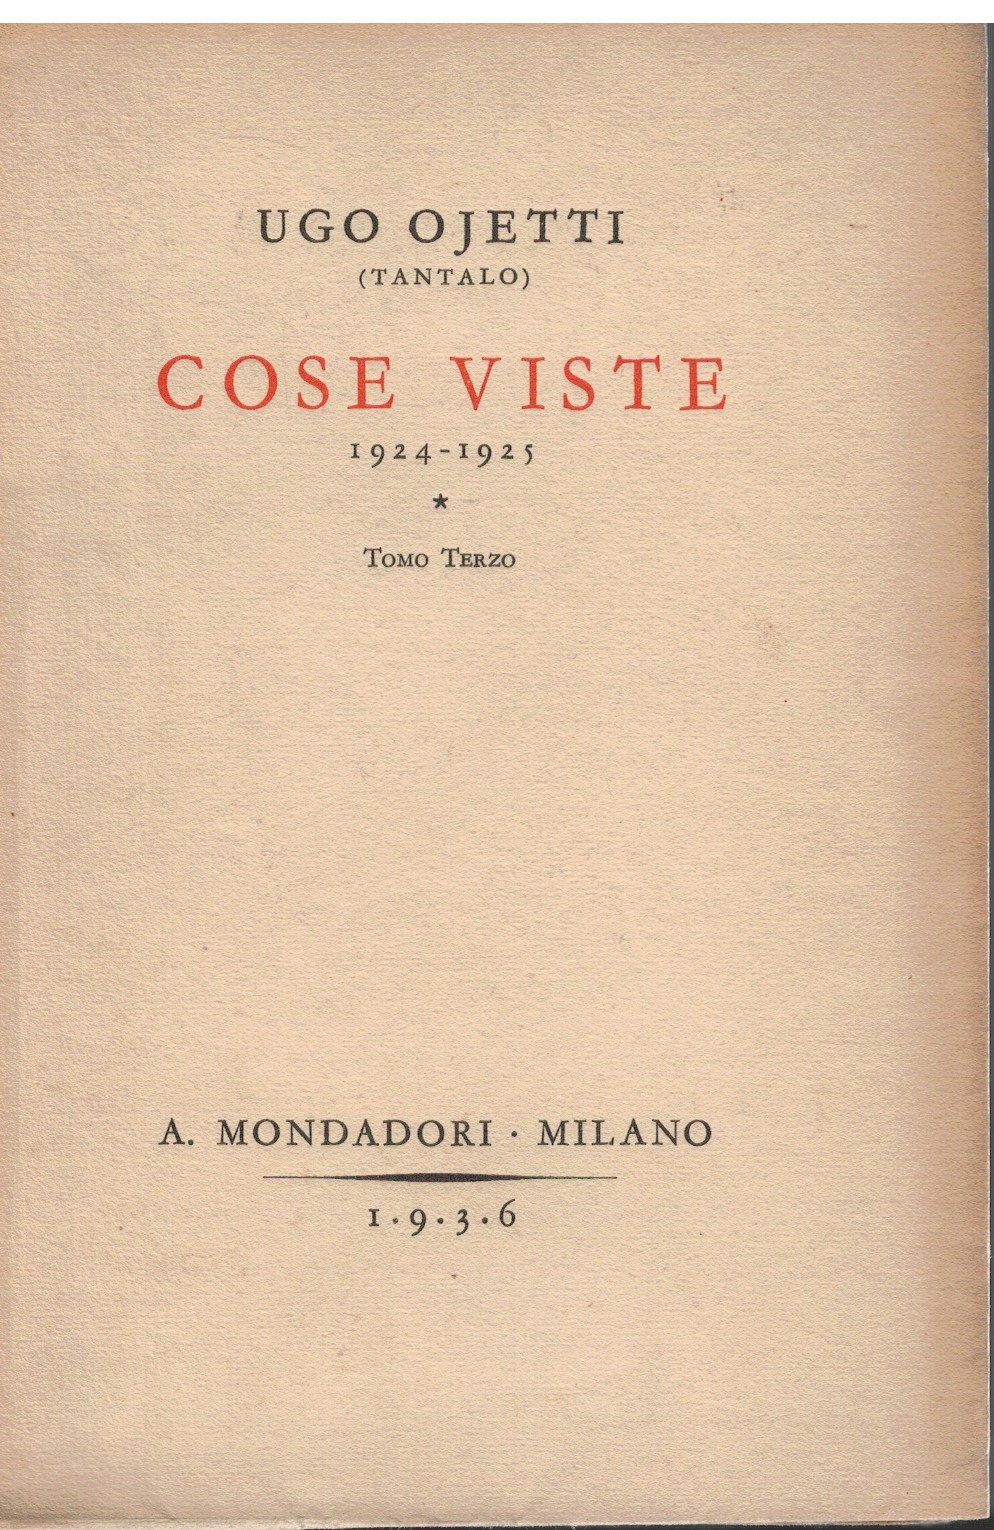 UGO OJETTI
(TANTALO)
COSE VISTE
1924-1925
★
Tomo Terzo
A. MONDADORI · MILANO
1·9·3·6